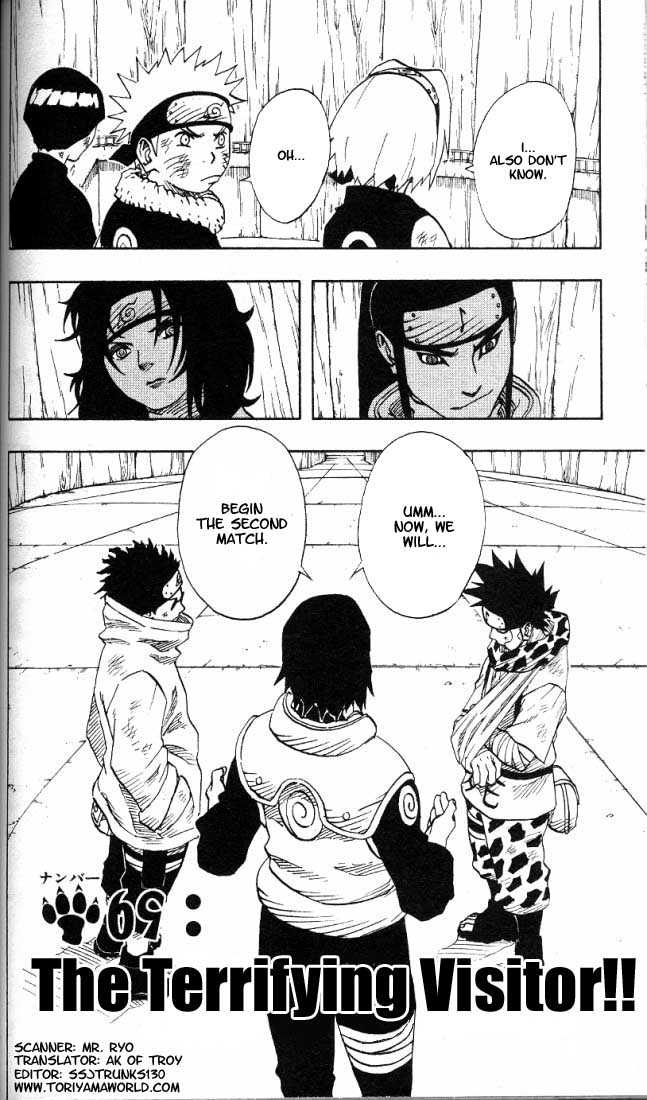 I...
ALSO DON'T
KNOW.
OH...
UMM...
NOW, WE
WILL...
BEGIN
THE SECOND
MATCH.
ナンバー
69:
The Terrifying Visitor!!
SCANNER: MR. RYO
TRANSLATOR: AK OF TROY
EDITOR: SSJTRUNKS130
WWW.TORIYAMAWORLD.COM